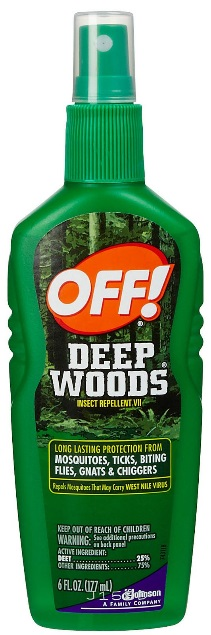 OFF!®
DEEP
WOODS®
INSECT REPELLENT VII
LONG LASTING PROTECTION FROM
MOSQUITOES, TICKS, BITING
FLIES, GNATS & CHIGGERS
Repels Mosquitoes That May Carry WEST NILE VIRUS
KEEP OUT OF REACH OF CHILDREN
WARNING: See additional precautions
on back panel.
ACTIVE INGREDIENT:
DEET 25%
OTHER INGREDIENTS: 75%
6 FL. OZ. (177 mL)
Johnson
A FAMILY COMPANY